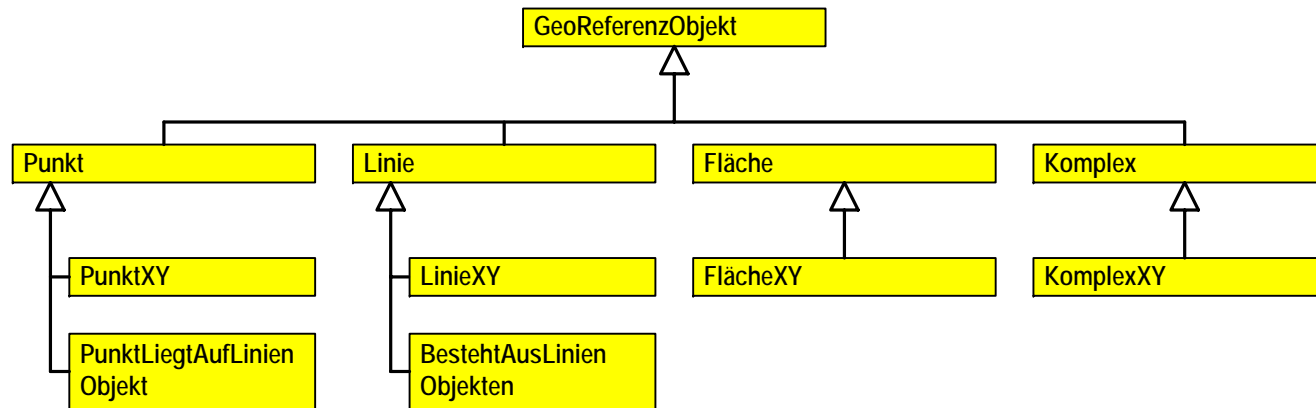 GeoReferenzObjekt
Punkt
Linie
Fläche
Komplex
PunktXY
LinieXY
FlächeXY
KomplexXY
PunktLiegtAufLinien
Objekt
BestehtAusLinien
Objekten